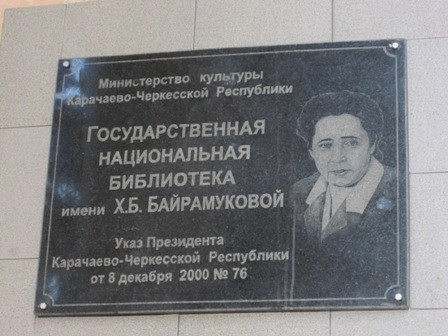 Министерство культуры
Карачаево-Черкесской Республики
ГОСУДАРСТВЕННАЯ
НАЦИОНАЛЬНАЯ
БИБЛИОТЕКА
имени Х.Б. БАЙРАМУКОВОЙ
Указ Президента
Карачаево-Черкесской Республики
от 8 декабря 2000 № 76